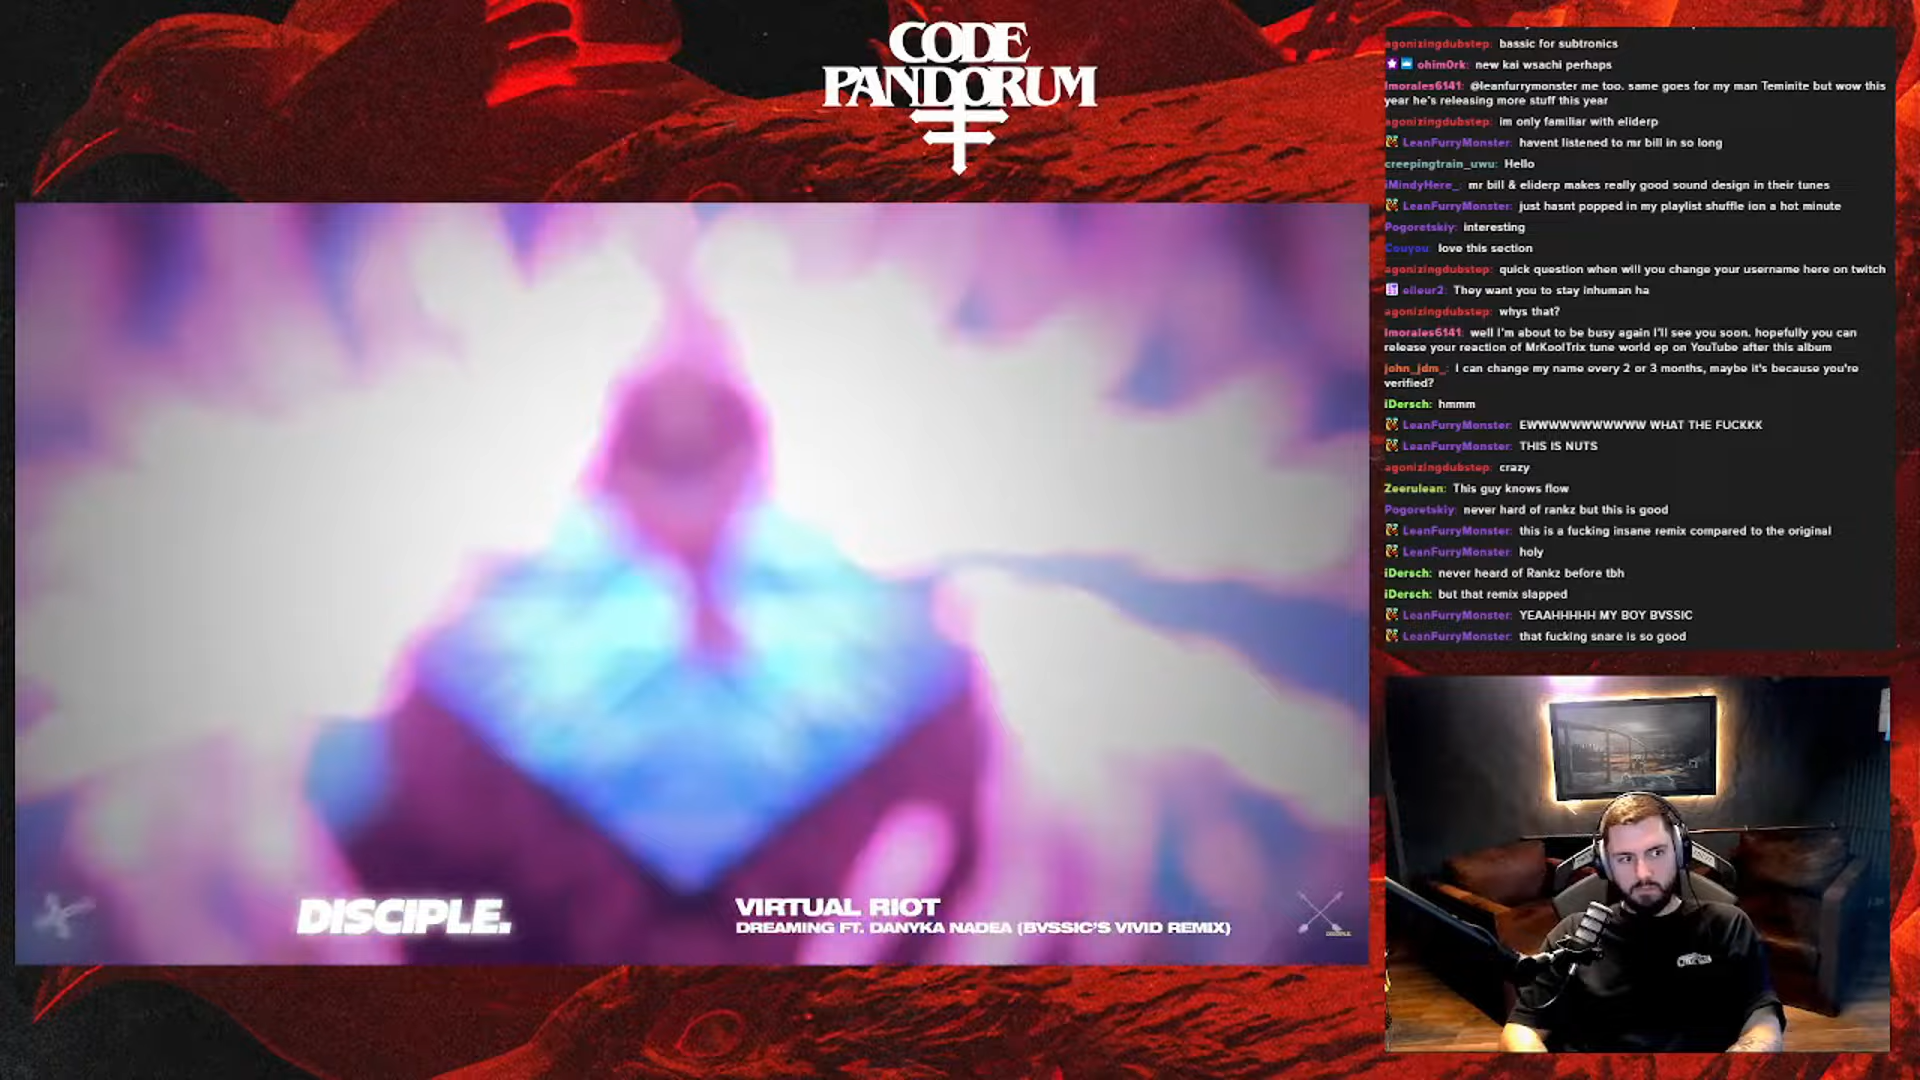 CODE
PANDORUM
agonizingdubstep: bassic for subtronics
ohim0rk: new kai wsachi perhaps
lmorales6141: @leanfurrymonster me too. same goes for my man Teminite but wow this
year he's releasing more stuff this year
agonizingdubstep: im only familiar with eliderp
LeanFurryMonster: havent listened to mr bill in so long
creepingtrain_uwu: Hello
iMindyHere_: mr bill & eliderp makes really good sound design in their tunes
LeanFurryMonster: just hasnt popped in my playlist shuffle ion a hot minute
Pogoretskiy: interesting
Couyou: love this section
agonizingdubstep: quick question when will you change your username here on twitch
They want you to stay inhuman ha
agonizingdubstep: whys that?
lmorales6141: well I'm about to be busy again I'll see you soon. hopefully you can
release your reaction of MrKoolTrix tune world ep on YouTube after this album
john_jdm_: I can change my name every 2 or 3 months, maybe it's because you're
verified?
iDersch: hmmm
LeanFurryMonster: EWWWWWWWWWWW WHAT THE FUCKKK
LeanFurryMonster: THIS IS NUTS
agonizingdubstep: crazy
Zeerulean: This guy knows flow
Pogoretskiy: never hard of rankz but this is good
LeanFurryMonster: this is a fucking insane remix compared to the original
LeanFurryMonster: holy
iDersch: never heard of Rankz before tbh
iDersch: but that remix slapped
LeanFurryMonster: YEAAHHHHH MY BOY BVSSIC
LeanFurryMonster: that fucking snare is so good
DISCIPLE.
VIRTUAL RIOT
DREAMING FT. DANYKA NADEA (BVSSIC'S VIVID REMIX)